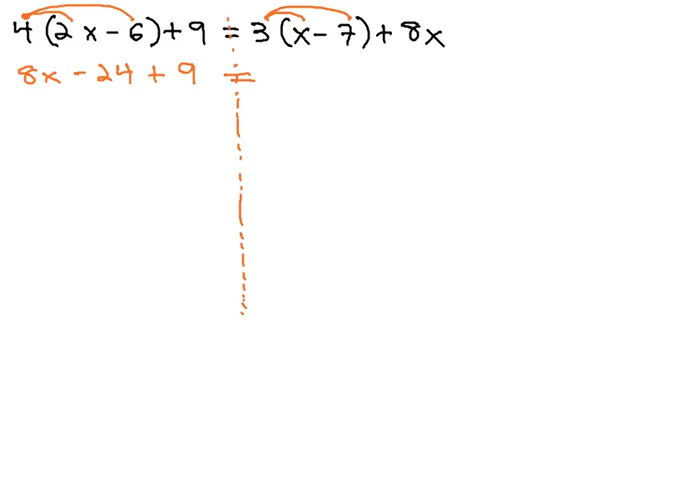 4(2x-6)+9 = 3(x-7)+8x
8x - 24 + 9 =